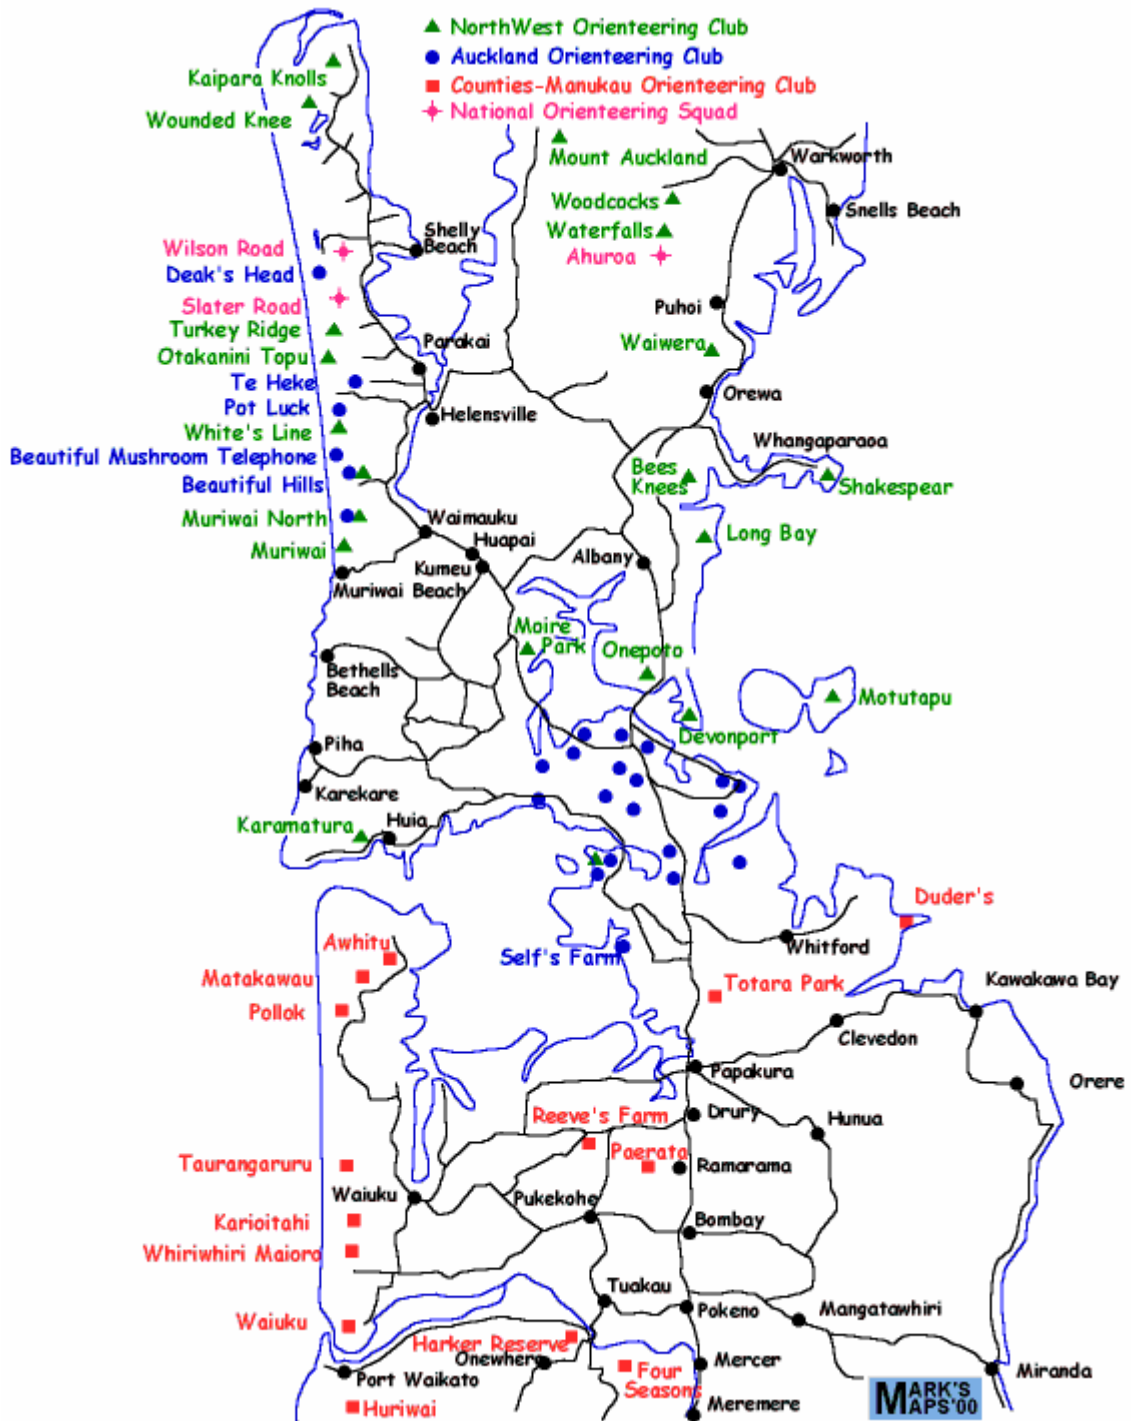 NorthWest Orienteering Club
Auckland Orienteering Club
Counties-Manukau Orienteering Club
National Orienteering Squad
Kaipara Knolls
Wounded Knee
Mount Auckland
Warkworth
Woodcocks
Snells Beach
Waterfalls
Shelly
Beach
Wilson Road
Ahuroa
Deak's Head
Slater Road
Puhoi
Turkey Ridge
Parakai
Waiwera
Otakanini Topu
Te Heke
Orewa
Pot Luck
Helensville
White's Line
Whangaparaoa
Beautiful Mushroom Telephone
Bees
Knees
Beautiful Hills
Shakespear
Muriwai North
Waimauku
Huapai
Long Bay
Muriwai
Kumeu
Albany
Muriwai Beach
Moire
Park
Onepoto
Bethells
Beach
Motutapu
Devonport
Piha
Karekare
Karamatura
Huia
Duder's
Awhitu
Whitford
Self's Farm
Matakawau
Totara Park
Kawakawa Bay
Pollok
Clevedon
Papakura
Orere
Reeve's Farm
Drury
Hunua
Paerata
Taurangaruru
Ramarama
Waiuku
Pukekohe
Karioitahi
Bombay
Whiriwhiri Maioro
Tuakau
Pokeno
Mangatawhiri
Waiuku
Harker Reserve
Onewhero
Mercer
Port Waikato
Four
Seasons
Miranda
Huriwai
Meremere
MARK'S
MAPS'00